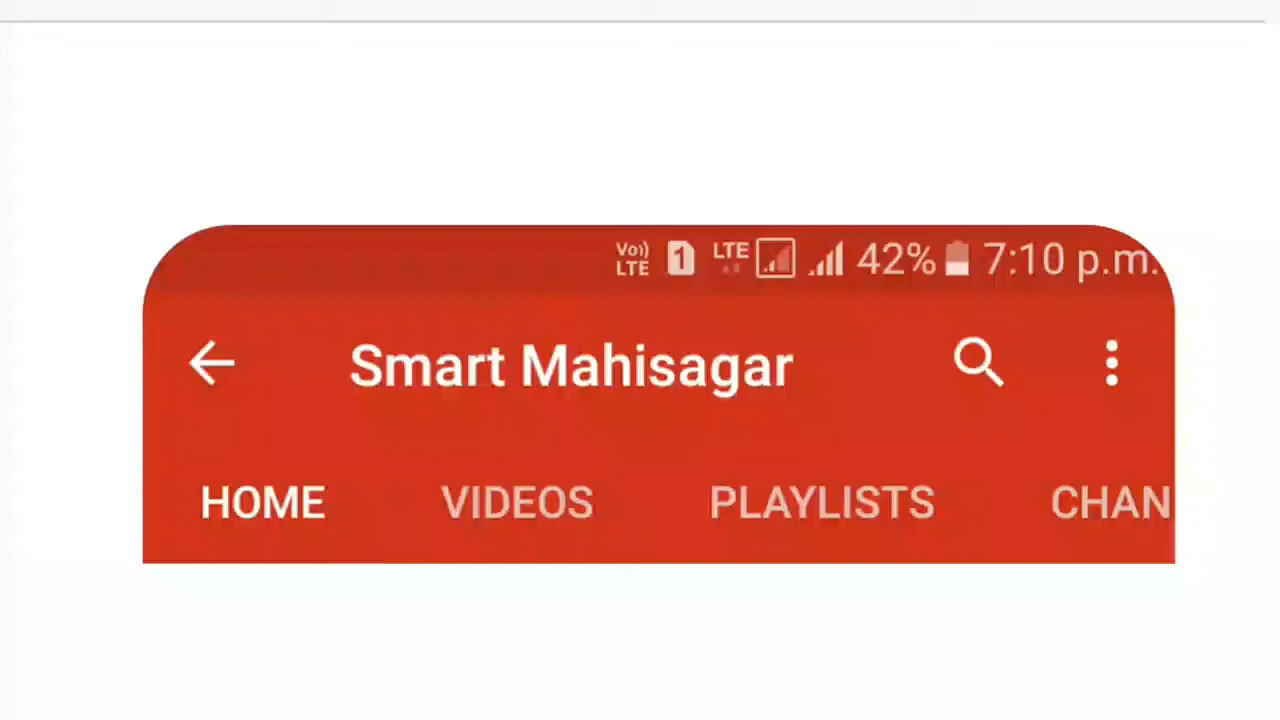 Vo)) LTE 1 LTE 42% 7:10 p.m.
Smart Mahisagar
HOME VIDEOS PLAYLISTS CHAN